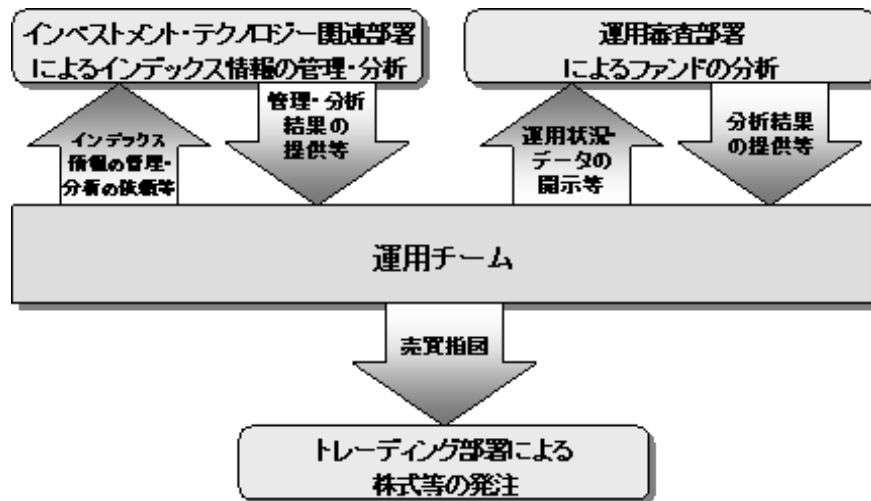 インベストメント・テクノロジー関連部署
によるインデックス情報の管理・分析
運用審査部署
によるファンドの分析
インデックス
情報の管理・
分析の依頼等
管理・分析
結果の
提供等
運用状況・
データの
開示等
分析結果
の提供等
運用チーム
売買指図
トレーディング部署による
株式等の発注